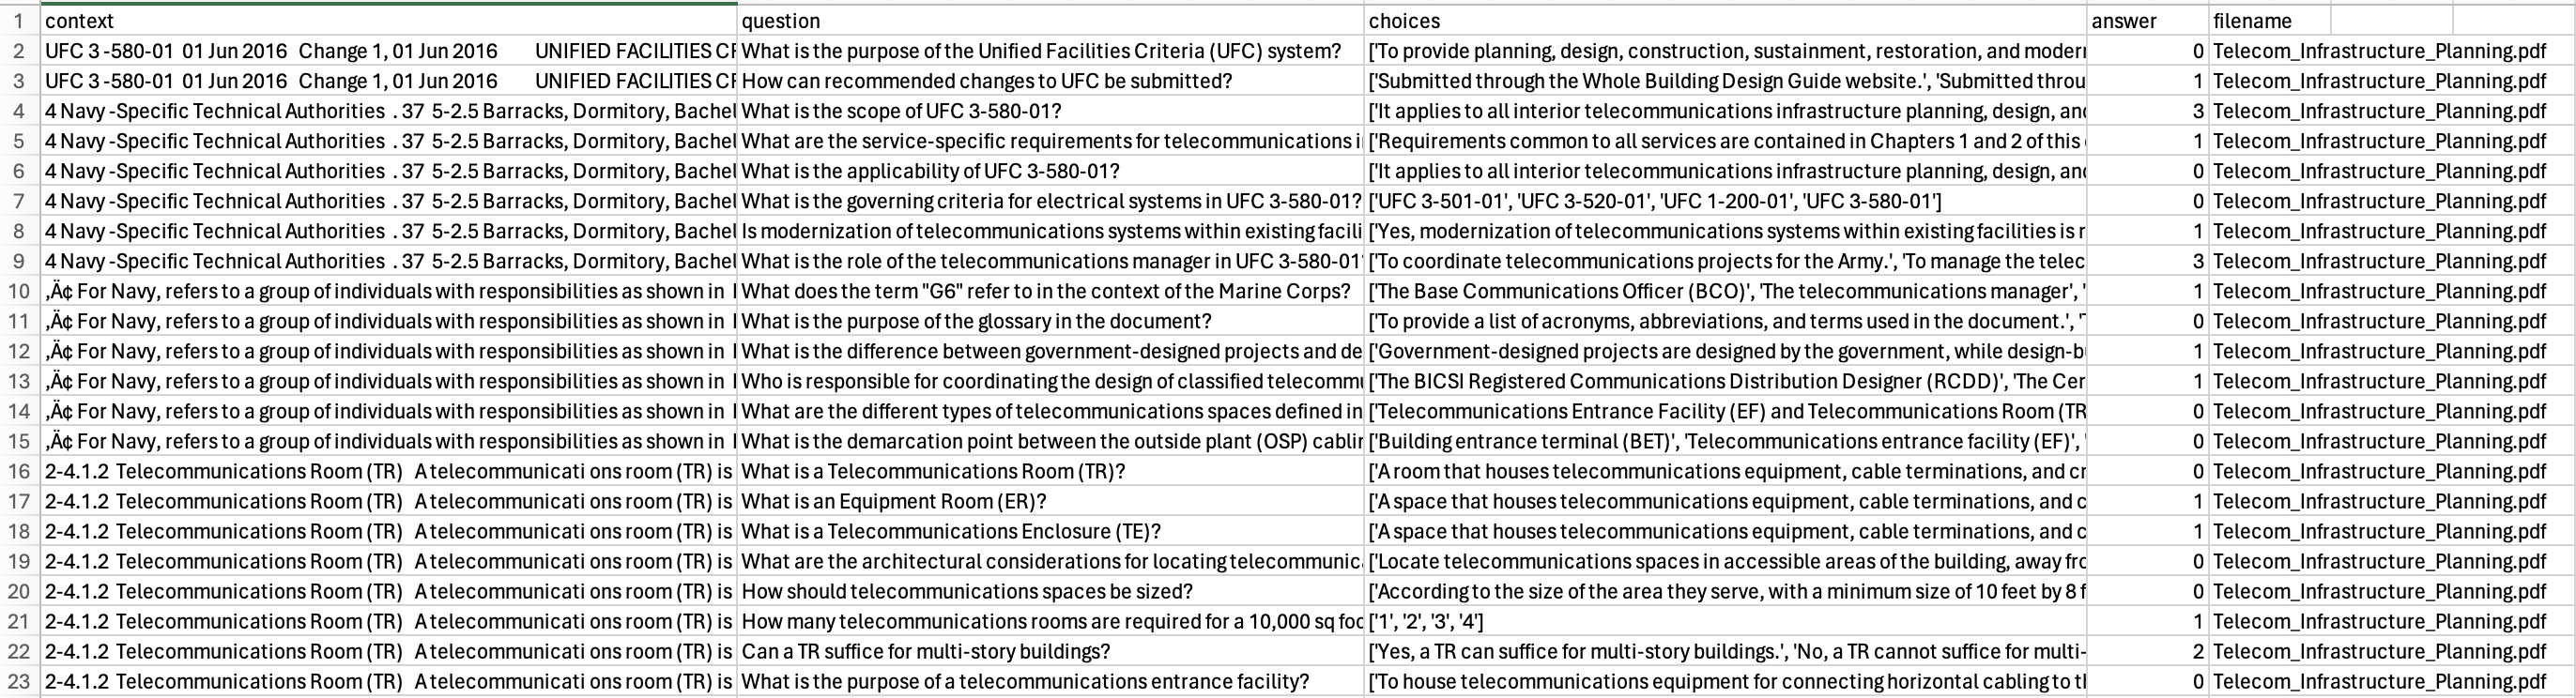 1 context question choices answer filename
2 UFC 3 -580-01 01 Jun 2016 Change 1, 01 Jun 2016 UNIFIED FACILITIES CF What is the purpose of the Unified Facilities Criteria (UFC) system? ['To provide planning, design, construction, sustainment, restoration, and modern 0 Telecom_Infrastructure_Planning.pdf
3 UFC 3 -580-01 01 Jun 2016 Change 1, 01 Jun 2016 UNIFIED FACILITIES CF How can recommended changes to UFC be submitted? ['Submitted through the Whole Building Design Guide website.', 'Submitted throu 1 Telecom_Infrastructure_Planning.pdf
4 4 Navy -Specific Technical Authorities . 37 5-2.5 Barracks, Dormitory, Bachel What is the scope of UFC 3-580-01? ['It applies to all interior telecommunications infrastructure planning, design, and 3 Telecom_Infrastructure_Planning.pdf
5 4 Navy -Specific Technical Authorities . 37 5-2.5 Barracks, Dormitory, Bachel What are the service-specific requirements for telecommunications i ['Requirements common to all services are contained in Chapters 1 and 2 of this 1 Telecom_Infrastructure_Planning.pdf
6 4 Navy -Specific Technical Authorities . 37 5-2.5 Barracks, Dormitory, Bachel What is the applicability of UFC 3-580-01? ['It applies to all interior telecommunications infrastructure planning, design, and 0 Telecom_Infrastructure_Planning.pdf
7 4 Navy -Specific Technical Authorities . 37 5-2.5 Barracks, Dormitory, Bachel What is the governing criteria for electrical systems in UFC 3-580-01? ['UFC 3-501-01', 'UFC 3-520-01', 'UFC 1-200-01', 'UFC 3-580-01'] 0 Telecom_Infrastructure_Planning.pdf
8 4 Navy -Specific Technical Authorities . 37 5-2.5 Barracks, Dormitory, Bachel Is modernization of telecommunications systems within existing facili ['Yes, modernization of telecommunications systems within existing facilities is r 1 Telecom_Infrastructure_Planning.pdf
9 4 Navy -Specific Technical Authorities . 37 5-2.5 Barracks, Dormitory, Bachel What is the role of the telecommunications manager in UFC 3-580-01? ['To coordinate telecommunications projects for the Army.', 'To manage the telec 3 Telecom_Infrastructure_Planning.pdf
10 ‚Ä¢ For Navy, refers to a group of individuals with responsibilities as shown in What does the term "G6" refer to in the context of the Marine Corps? ['The Base Communications Officer (BCO)', 'The telecommunications manager', ' 1 Telecom_Infrastructure_Planning.pdf
11 ‚Ä¢ For Navy, refers to a group of individuals with responsibilities as shown in What is the purpose of the glossary in the document? ['To provide a list of acronyms, abbreviations, and terms used in the document.', ' 0 Telecom_Infrastructure_Planning.pdf
12 ‚Ä¢ For Navy, refers to a group of individuals with responsibilities as shown in What is the difference between government-designed projects and de ['Government-designed projects are designed by the government, while design-b 1 Telecom_Infrastructure_Planning.pdf
13 ‚Ä¢ For Navy, refers to a group of individuals with responsibilities as shown in Who is responsible for coordinating the design of classified telecomm ['The BICSI Registered Communications Distribution Designer (RCDD)', 'The Cer 1 Telecom_Infrastructure_Planning.pdf
14 ‚Ä¢ For Navy, refers to a group of individuals with responsibilities as shown in What are the different types of telecommunications spaces defined in ['Telecommunications Entrance Facility (EF) and Telecommunications Room (TR 0 Telecom_Infrastructure_Planning.pdf
15 ‚Ä¢ For Navy, refers to a group of individuals with responsibilities as shown in What is the demarcation point between the outside plant (OSP) cablin ['Building entrance terminal (BET)', 'Telecommunications entrance facility (EF)', ' 0 Telecom_Infrastructure_Planning.pdf
16 2-4.1.2 Telecommunications Room (TR) A telecommunicati ons room (TR) is What is a Telecommunications Room (TR)? ['A room that houses telecommunications equipment, cable terminations, and cr 0 Telecom_Infrastructure_Planning.pdf
17 2-4.1.2 Telecommunications Room (TR) A telecommunicati ons room (TR) is What is an Equipment Room (ER)? ['A space that houses telecommunications equipment, cable terminations, and c 1 Telecom_Infrastructure_Planning.pdf
18 2-4.1.2 Telecommunications Room (TR) A telecommunicati ons room (TR) is What is a Telecommunications Enclosure (TE)? ['A space that houses telecommunications equipment, cable terminations, and c 1 Telecom_Infrastructure_Planning.pdf
19 2-4.1.2 Telecommunications Room (TR) A telecommunicati ons room (TR) is What are the architectural considerations for locating telecommunica ['Locate telecommunications spaces in accessible areas of the building, away fro 0 Telecom_Infrastructure_Planning.pdf
20 2-4.1.2 Telecommunications Room (TR) A telecommunicati ons room (TR) is How should telecommunications spaces be sized? ['According to the size of the area they serve, with a minimum size of 10 feet by 8 f 0 Telecom_Infrastructure_Planning.pdf
21 2-4.1.2 Telecommunications Room (TR) A telecommunicati ons room (TR) is How many telecommunications rooms are required for a 10,000 sq foo ['1', '2', '3', '4'] 1 Telecom_Infrastructure_Planning.pdf
22 2-4.1.2 Telecommunications Room (TR) A telecommunicati ons room (TR) is Can a TR suffice for multi-story buildings? ['Yes, a TR can suffice for multi-story buildings.', 'No, a TR cannot suffice for multi- 2 Telecom_Infrastructure_Planning.pdf
23 2-4.1.2 Telecommunications Room (TR) A telecommunicati ons room (TR) is What is the purpose of a telecommunications entrance facility? ['To house telecommunications equipment for connecting horizontal cabling to th 0 Telecom_Infrastructure_Planning.pdf